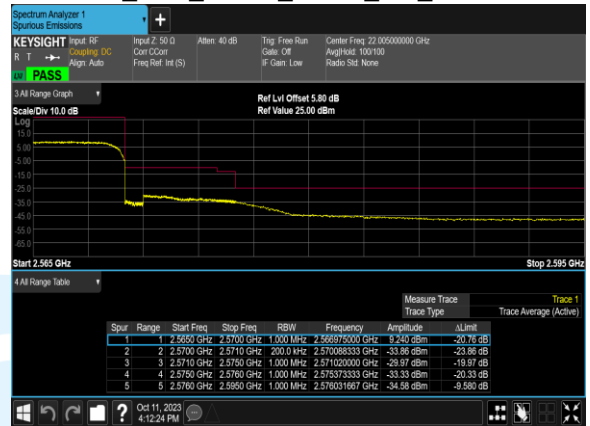 Spectrum Analyzer 1
Spurious Emissions
+
KEYSIGHT Input: RF Input Z: 50 Ω Atten: 40 dB Trig: Free Run Center Freq: 22.005000000 GHz
R T Coupling: DC Corr CCorr Gate: Off Avg|Hold: 100/100
Align: Auto Freq Ref: Int (S) IF Gain: Low Radio Std: None
PASS
3 All Range Graph Ref Lvl Offset 5.80 dB
Scale/Div 10.0 dB Ref Value 25.00 dBm
Log
15.0
5.00
-5.00
-15.0
-25.0
-35.0
-45.0
-55.0
-65.0
Start 2.565 GHz Stop 2.595 GHz
4 All Range Table
Measure Trace Trace 1
Trace Type Trace Average (Active)
Spur Range Start Freq Stop Freq RBW Frequency Amplitude ΔLimit
1 1 2.5650 GHz 2.5700 GHz 1.000 MHz 2.566975000 GHz 9.240 dBm -20.76 dB
2 2 2.5700 GHz 2.5710 GHz 200.0 kHz 2.570088333 GHz -33.86 dBm -23.86 dB
3 3 2.5710 GHz 2.5750 GHz 1.000 MHz 2.571020000 GHz -29.97 dBm -19.97 dB
4 4 2.5750 GHz 2.5760 GHz 1.000 MHz 2.575373333 GHz -33.33 dBm -20.33 dB
5 5 2.5760 GHz 2.5950 GHz 1.000 MHz 2.576031667 GHz -34.58 dBm -9.580 dB
? Oct 11, 2023
4:12:24 PM